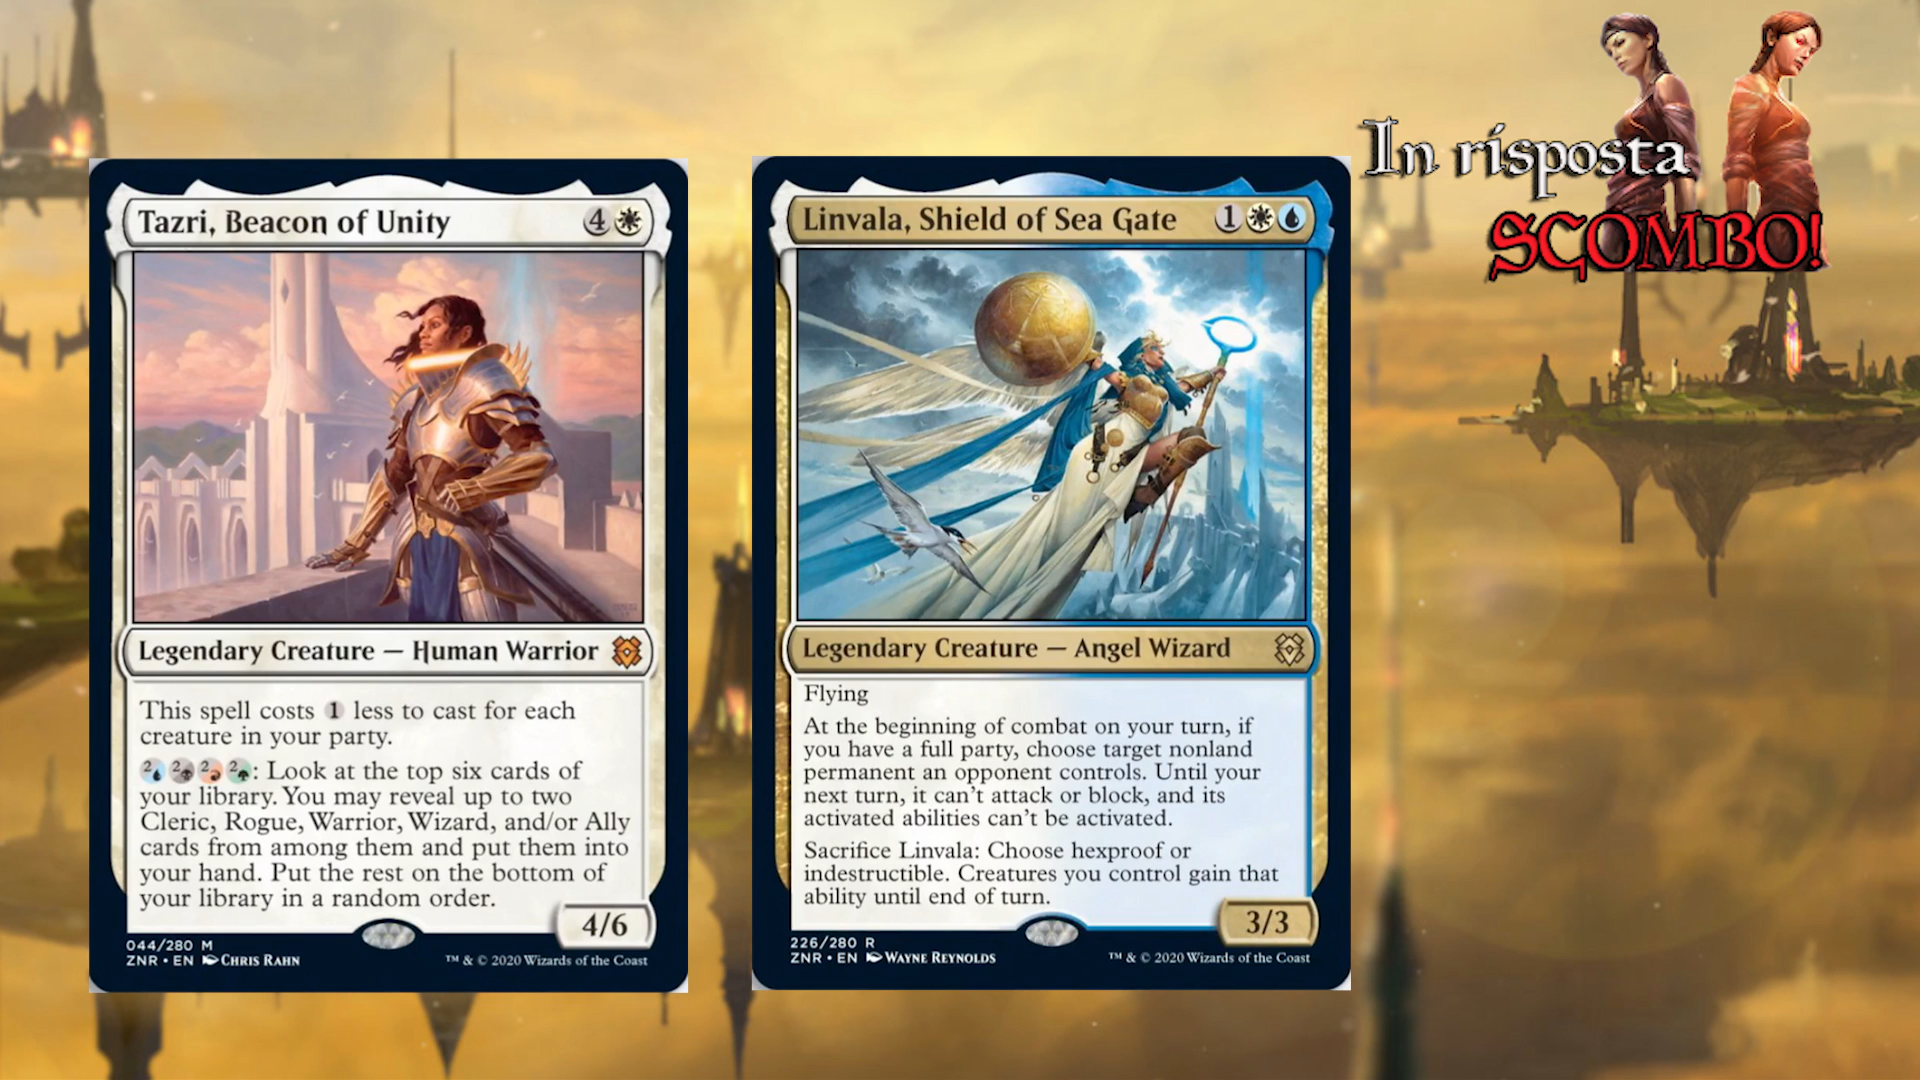 In risposta
SCOMBO!
Tazri, Beacon of Unity 4
Legendary Creature — Human Warrior
This spell costs 1 less to cast for each
creature in your party.
2 2 2 2 : Look at the top six cards of
your library. You may reveal up to two
Cleric, Rogue, Warrior, Wizard, and/or Ally
cards from among them and put them into
your hand. Put the rest on the bottom of
your library in a random order.
4/6
044/280 M
ZNR • EN CHRIS RAHN
™ & © 2020 Wizards of the Coast
Linvala, Shield of Sea Gate 1
Legendary Creature — Angel Wizard
Flying
At the beginning of combat on your turn, if
you have a full party, choose target nonland
permanent an opponent controls. Until your
next turn, it can't attack or block, and its
activated abilities can't be activated.
Sacrifice Linvala: Choose hexproof or
indestructible. Creatures you control gain that
ability until end of turn.
3/3
226/280 R
ZNR • EN WAYNE REYNOLDS
™ & © 2020 Wizards of the Coast